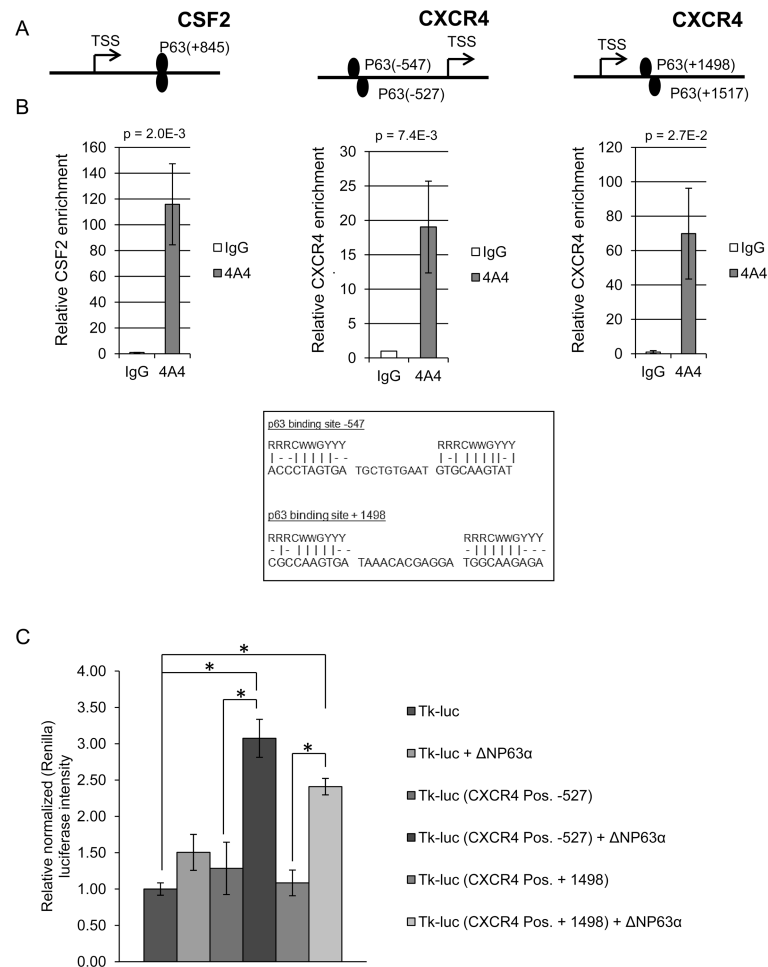 A
CSF2
TSS
P63(+845)
CXCR4
P63(-547)
TSS
P63(-527)
CXCR4
TSS
P63(+1498)
P63(+1517)
B
p = 2.0E-3
Relative CSF2 enrichment
160
140
120
100
80
60
40
20
0
IgG 4A4
IgG
4A4
p = 7.4E-3
Relative CXCR4 enrichment
30
25
20
15
10
5
0
IgG 4A4
IgG
4A4
p = 2.7E-2
Relative CXCR4 enrichment
120
100
80
60
40
20
0
IgG 4A4
IgG
4A4
p63 binding site -547
RRRCWWGYYY RRRCWWGYYY
|--|||||-- |-|||||||-|
ACCCTAGTGA TGCTGTGAAT GTGCAAGTAT
p63 binding site + 1498
RRRCWWGYYY RRRCWWGYYY
-|-|||||-- -||||||---
CGCCAAGTGA TAAACACGAGGA TGGCAAGAGA
C
Relative normalized (Renilla)
luciferase intensity
4.00
3.50
3.00
2.50
2.00
1.50
1.00
0.50
0.00
*
*
*
*
Tk-luc
Tk-luc + ΔNP63α
Tk-luc (CXCR4 Pos. -527)
Tk-luc (CXCR4 Pos. -527) + ΔNP63α
Tk-luc (CXCR4 Pos. + 1498)
Tk-luc (CXCR4 Pos. + 1498) + ΔNP63α